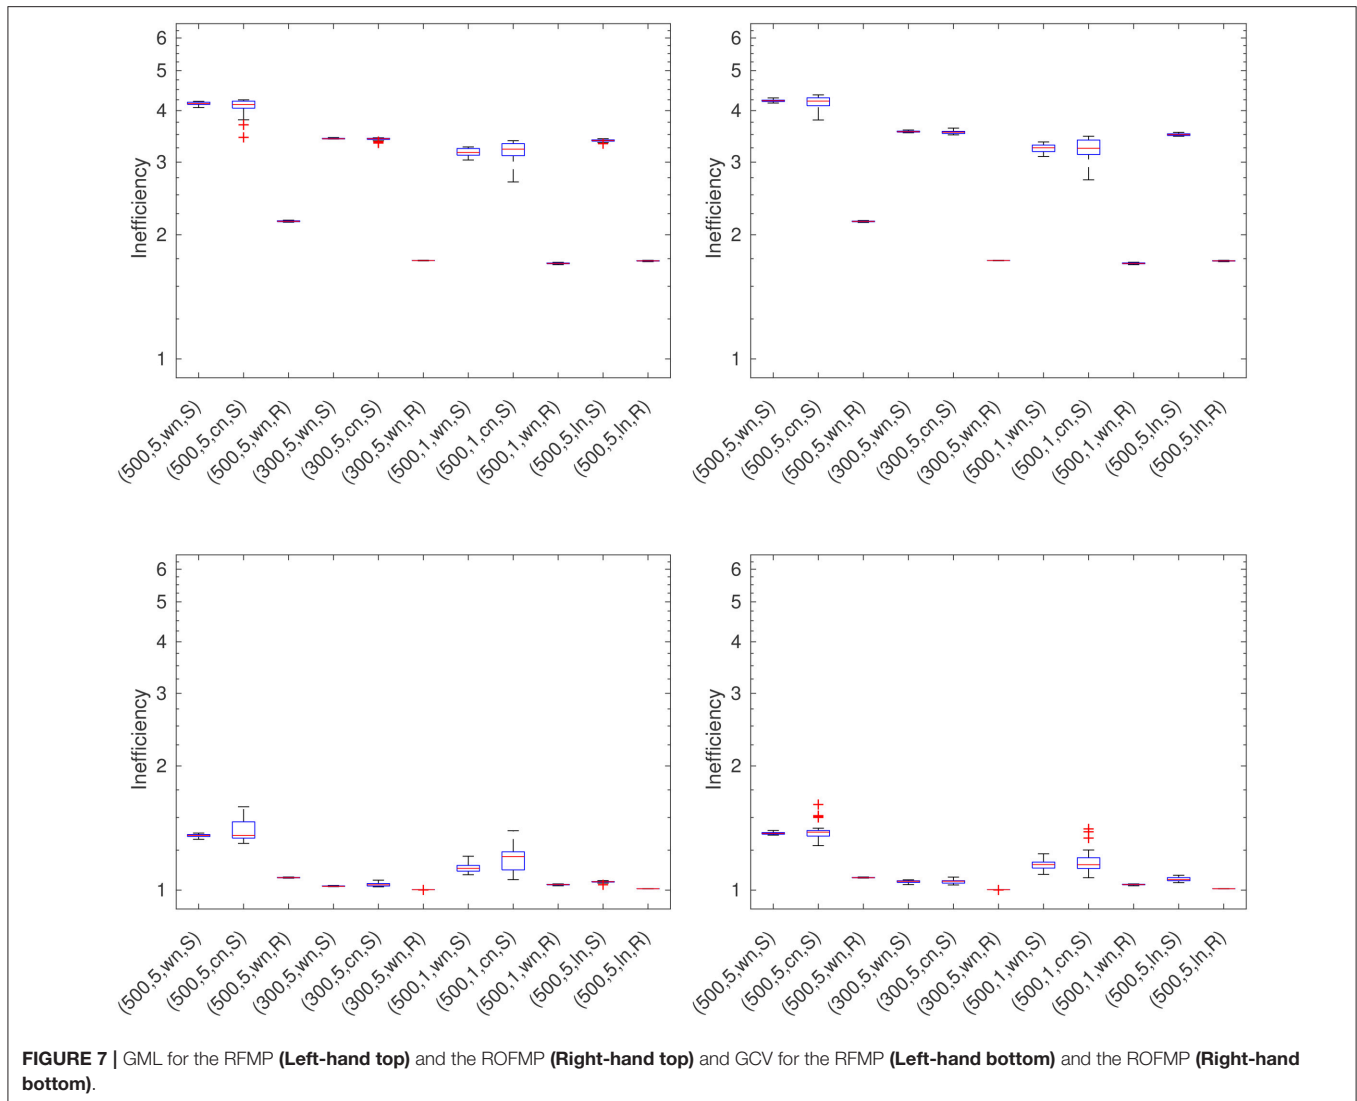 6
5
4
3
2
1
Inefficiency
(500,5,wn,S)
(500,5,cn,S)
(500,5,wn,R)
(300,5,wn,S)
(300,5,cn,S)
(300,5,wn,R)
(500,1,wn,S)
(500,1,cn,S)
(500,1,wn,R)
(500,5,ln,S)
(500,5,ln,R)
6
5
4
3
2
1
Inefficiency
(500,5,wn,S)
(500,5,cn,S)
(500,5,wn,R)
(300,5,wn,S)
(300,5,cn,S)
(300,5,wn,R)
(500,1,wn,S)
(500,1,cn,S)
(500,1,wn,R)
(500,5,ln,S)
(500,5,ln,R)
6
5
4
3
2
1
Inefficiency
(500,5,wn,S)
(500,5,cn,S)
(500,5,wn,R)
(300,5,wn,S)
(300,5,cn,S)
(300,5,wn,R)
(500,1,wn,S)
(500,1,cn,S)
(500,1,wn,R)
(500,5,ln,S)
(500,5,ln,R)
6
5
4
3
2
1
Inefficiency
(500,5,wn,S)
(500,5,cn,S)
(500,5,wn,R)
(300,5,wn,S)
(300,5,cn,S)
(300,5,wn,R)
(500,1,wn,S)
(500,1,cn,S)
(500,1,wn,R)
(500,5,ln,S)
(500,5,ln,R)
FIGURE 7 | GML for the RFMP (Left-hand top) and the ROFMP (Right-hand top) and GCV for the RFMP (Left-hand bottom) and the ROFMP (Right-hand
bottom).